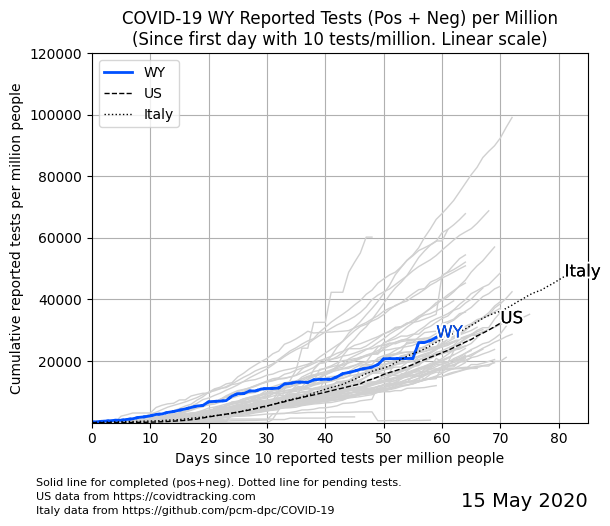 COVID-19 WY Reported Tests (Pos + Neg) per Million
(Since first day with 10 tests/million. Linear scale)
120000
100000
80000
60000
40000
20000
Cumulative reported tests per million people
WY
US
Italy
Italy
US
WY
0 10 20 30 40 50 60 70 80
Days since 10 reported tests per million people
Solid line for completed (pos+neg). Dotted line for pending tests.
US data from https://covidtracking.com
Italy data from https://github.com/pcm-dpc/COVID-19
15 May 2020